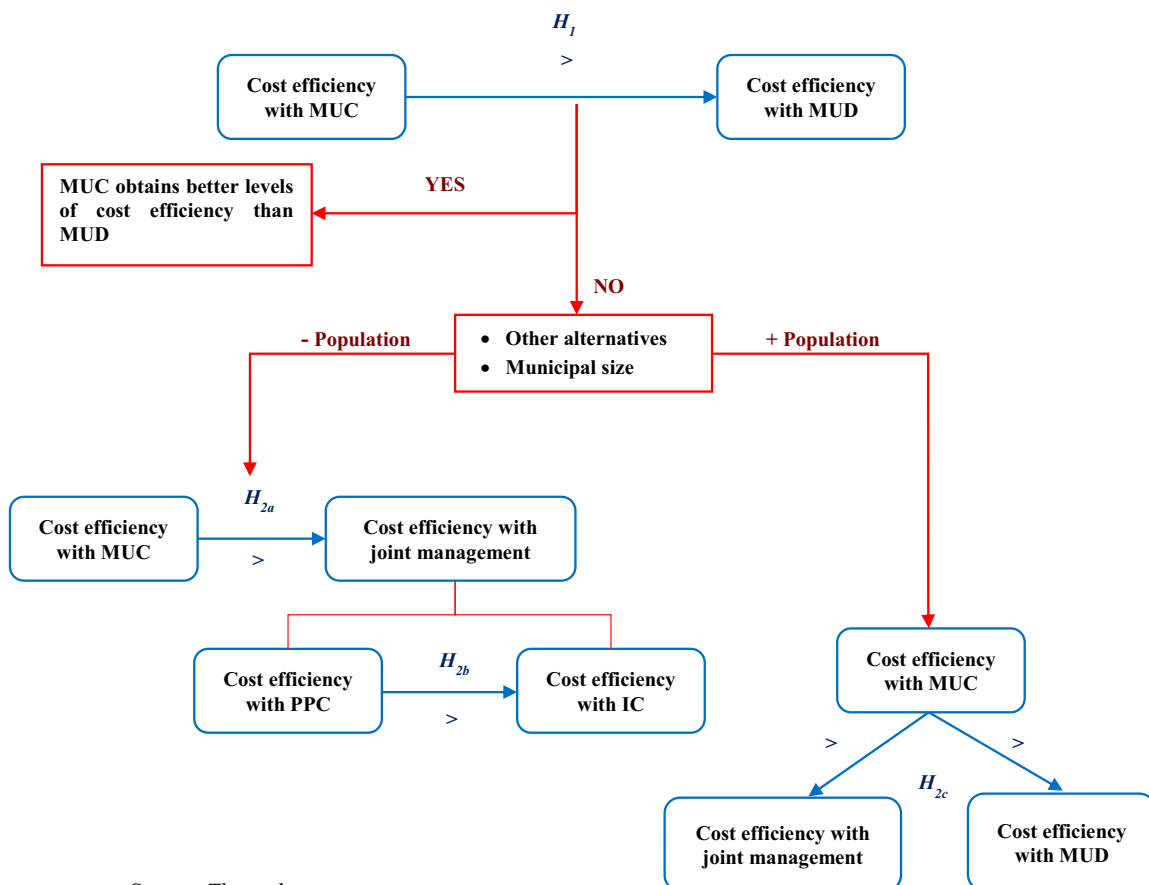 H1
>
Cost efficiency
with MUC
Cost efficiency
with MUD
MUC obtains better levels
of cost efficiency than
MUD
YES
NO
- Population
• Other alternatives
• Municipal size
+ Population
H2a
Cost efficiency
with MUC
>
Cost efficiency with
joint management
Cost efficiency
with PPC
H2b
>
Cost efficiency
with IC
Cost efficiency
with MUC
>
>
H2c
Cost efficiency with
joint management
Cost efficiency
with MUD